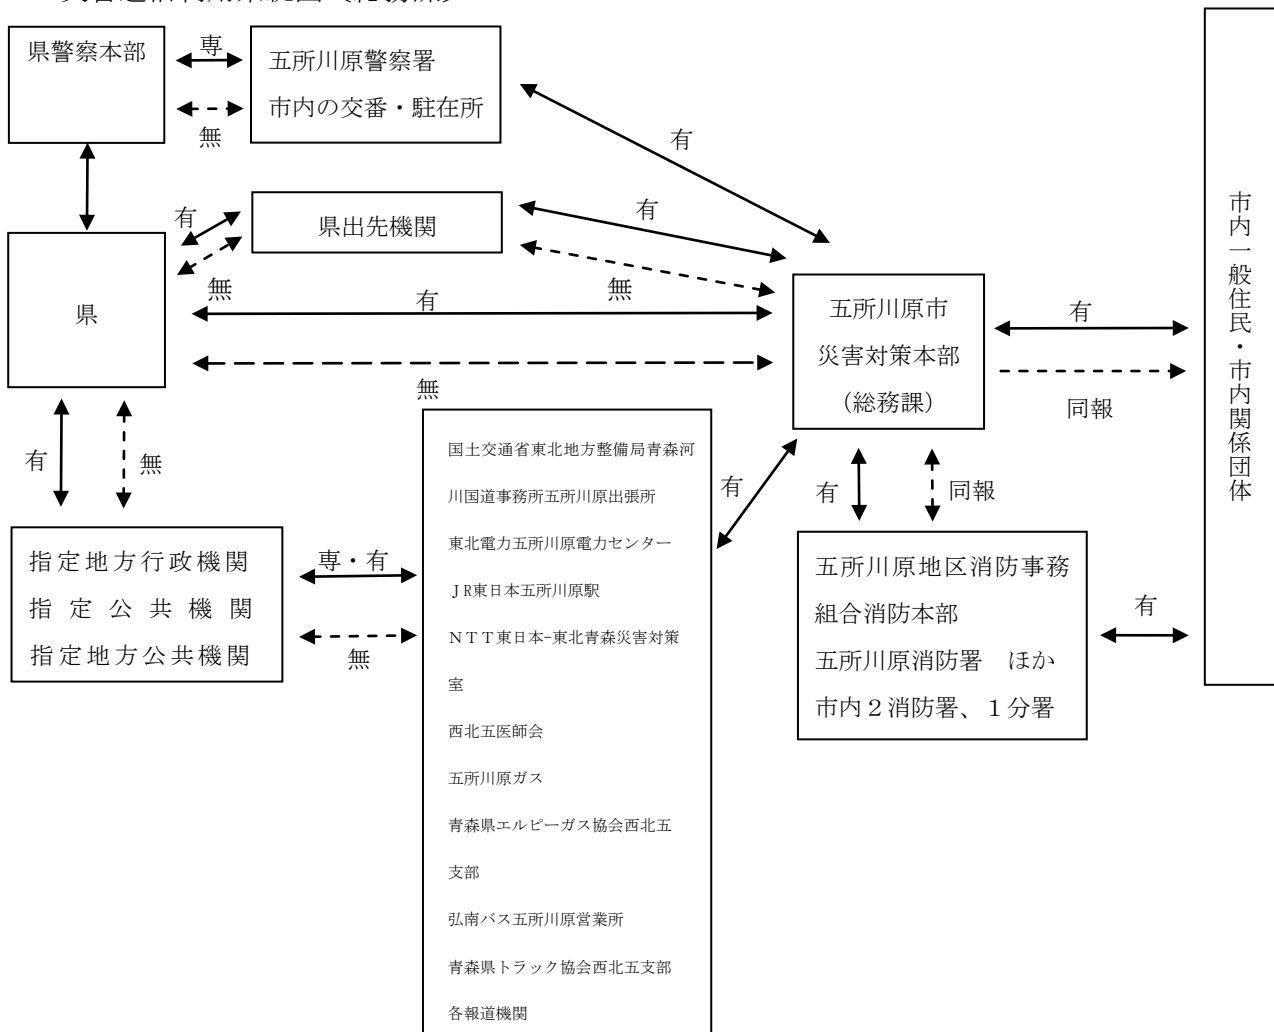 県警察本部
専
無
五所川原警察署
市内の交番・駐在所
有
有
無
県出先機関
有
無
県
有
無
五所川原市
災害対策本部
（総務課）
有
同報
市内一般住民・市内関係団体
有
無
指定地方行政機関
指定公共機関
指定地方公共機関
専・有
無
国土交通省東北地方整備局青森河
川国道事務所五所川原出張所
東北電力五所川原電力センター
ＪR東日本五所川原駅
ＮＴＴ東日本−東北青森災害対策
室
西北五医師会
五所川原ガス
青森県エルピーガス協会西北五
支部
弘南バス五所川原営業所
青森県トラック協会西北五支部
各報道機関
有
有
同報
五所川原地区消防事務
組合消防本部
五所川原消防署　ほか
市内２消防署、１分署
有